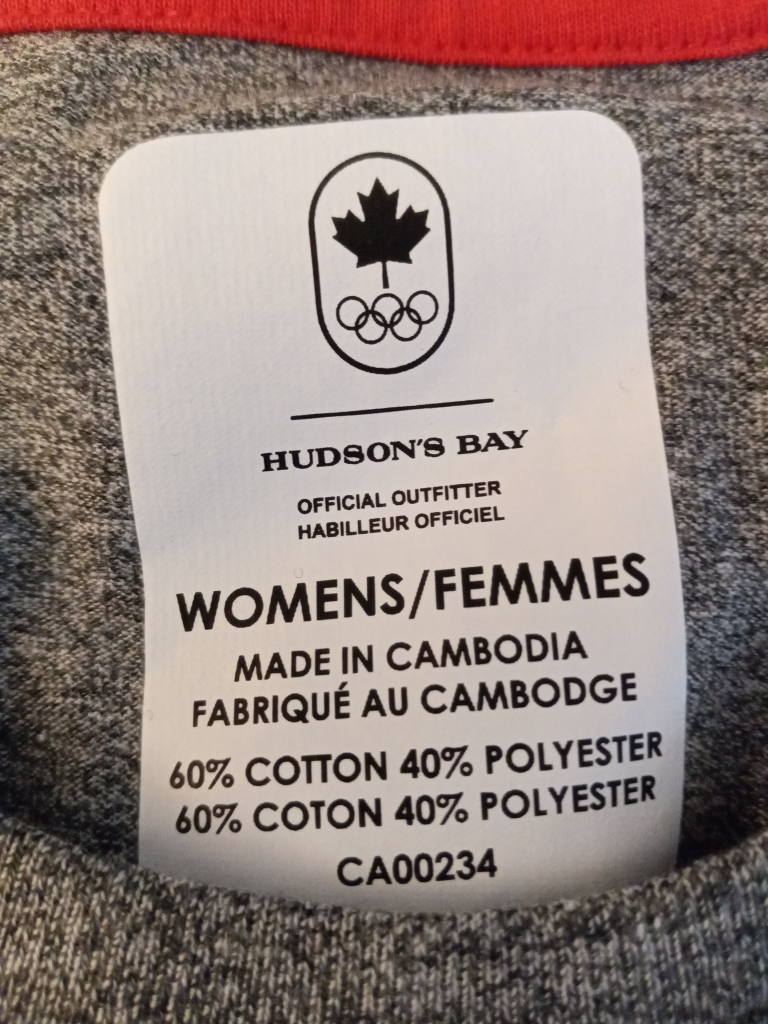 HUDSON'S BAY
OFFICIAL OUTFITTER
HABILLEUR OFFICIEL
WOMENS/FEMMES
MADE IN CAMBODIA
FABRIQUÉ AU CAMBODGE
60% COTTON 40% POLYESTER
60% COTON 40% POLYESTER
CA00234